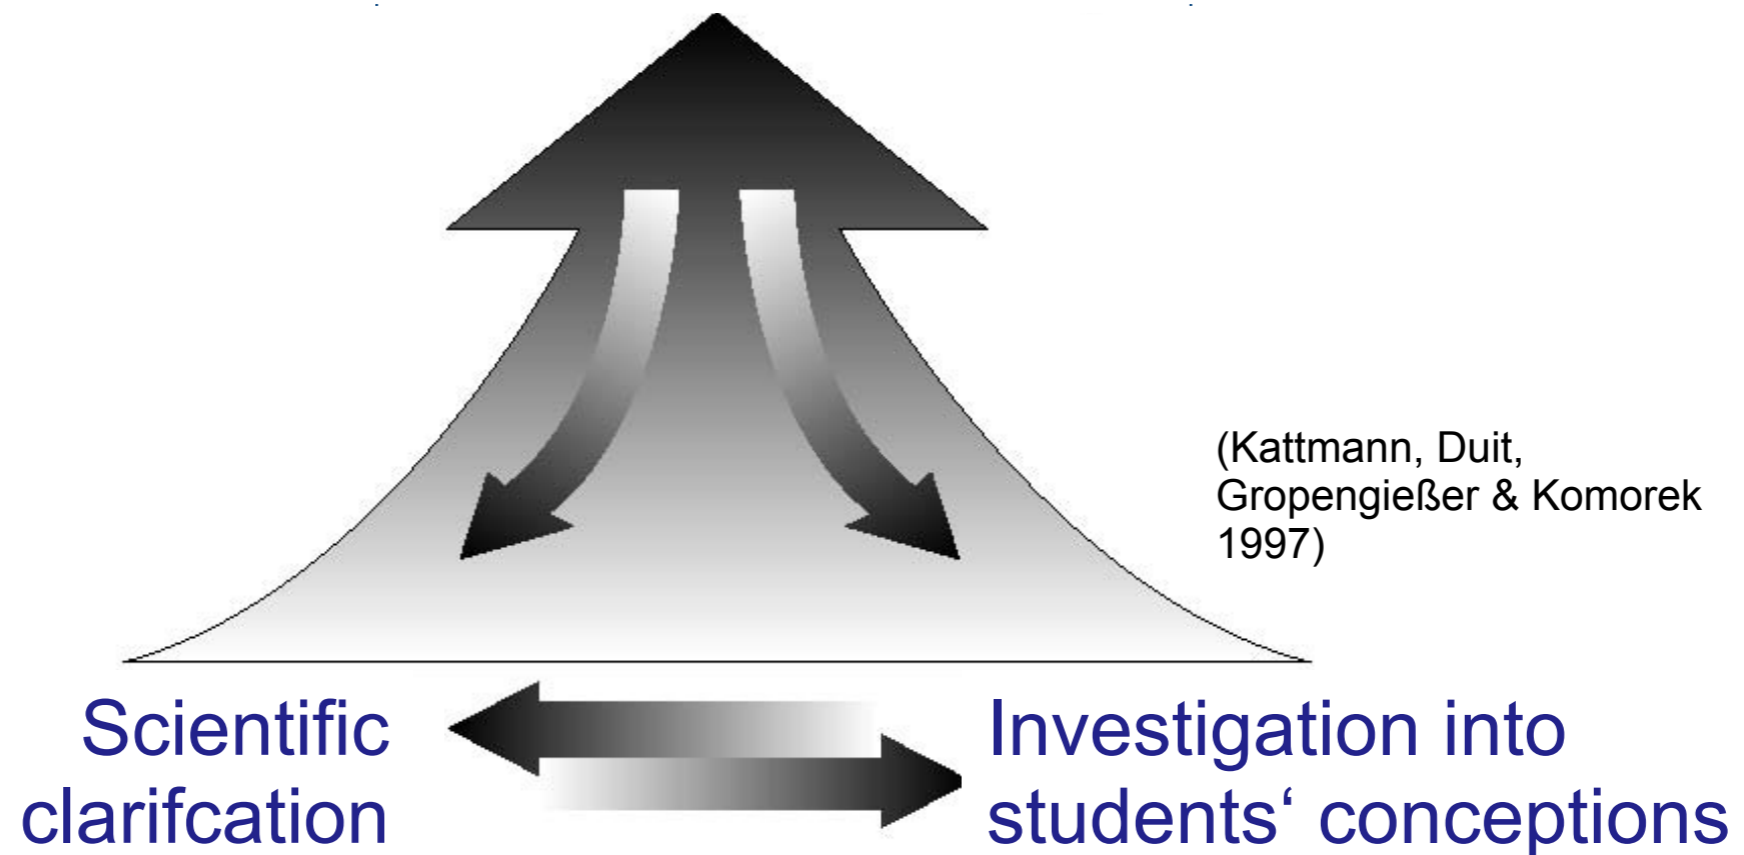 (Kattmann, Duit,
Gropengießer & Komorek
1997)
Scientific
clarifcation
Investigation into
students‘ conceptions